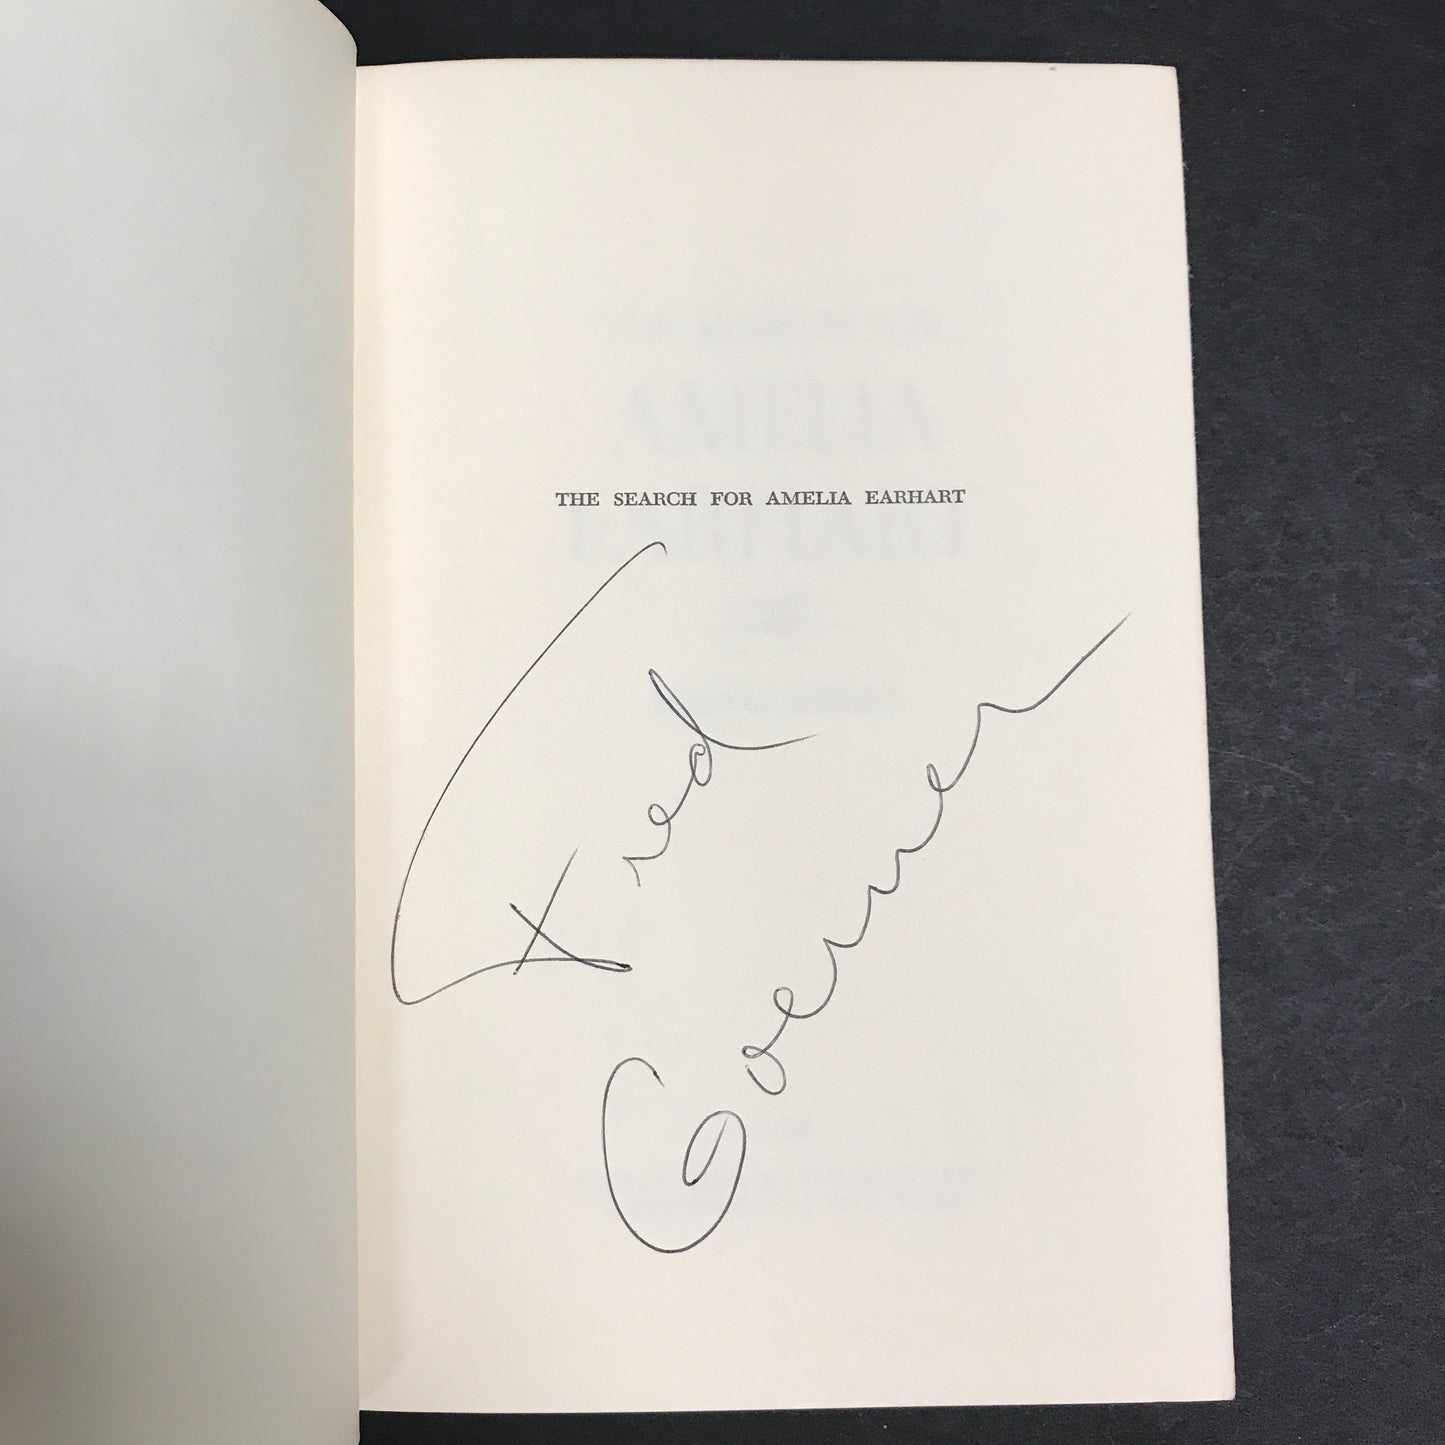 THE SEARCH FOR AMELIA EARHART
Fred
Goerner